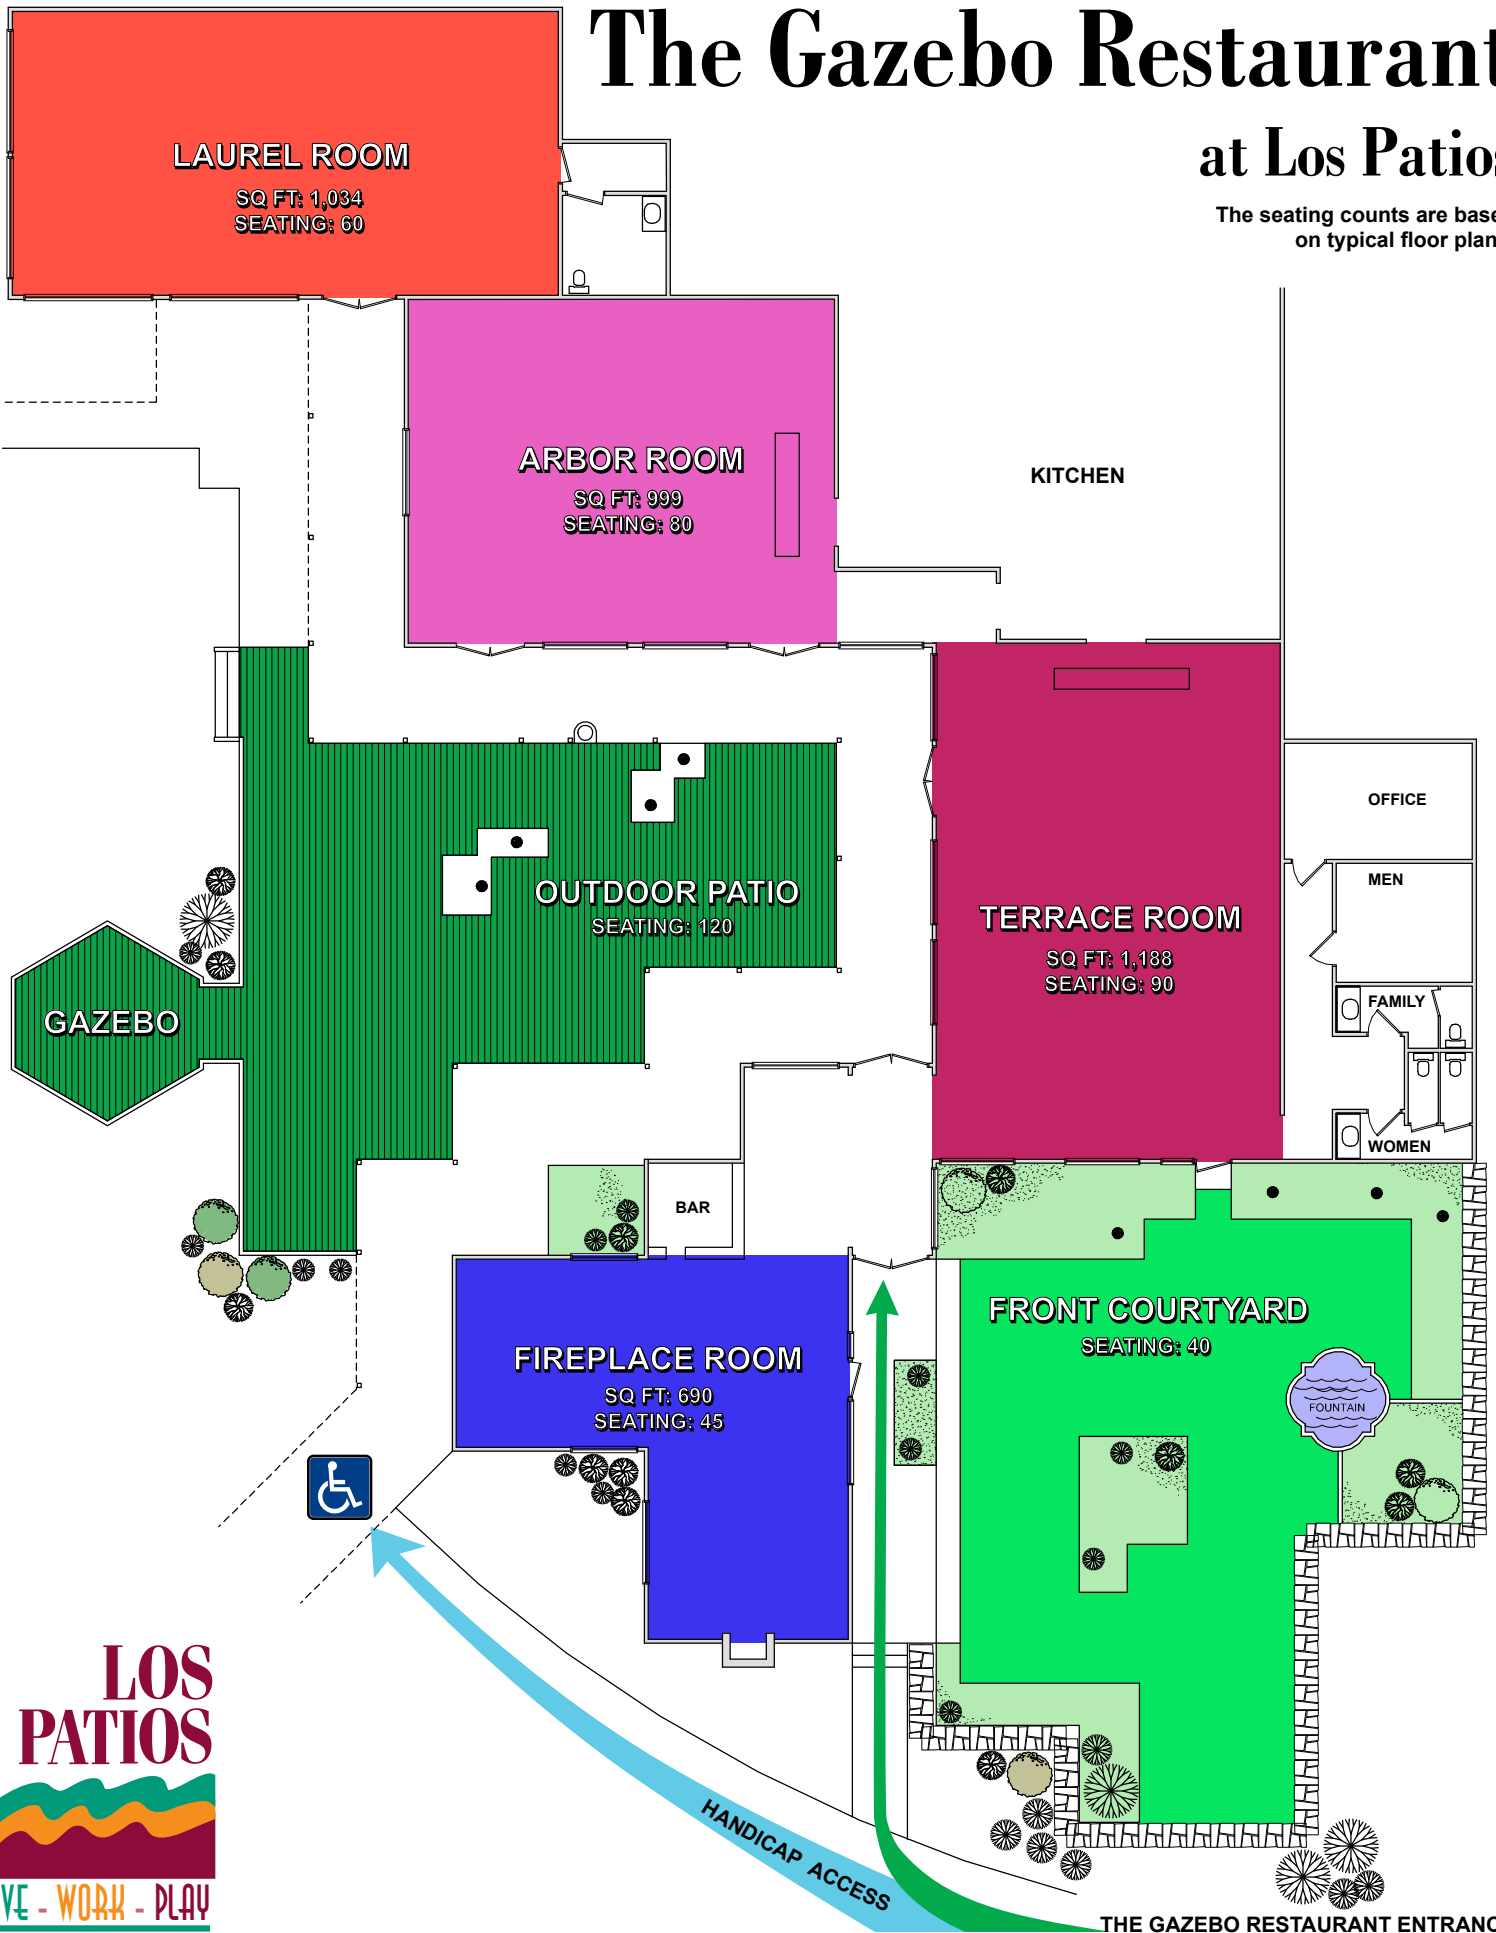 The Gazebo Restaurant
at Los Patios
The seating counts are base
on typical floor plan
LAUREL ROOM
SQ FT: 1,034
SEATING: 60
ARBOR ROOM
SQ FT: 999
SEATING: 80
KITCHEN
OFFICE
MEN
OUTDOOR PATIO
SEATING: 120
TERRACE ROOM
SQ FT: 1,188
SEATING: 90
FAMILY
GAZEBO
WOMEN
BAR
FRONT COURTYARD
SEATING: 40
FIREPLACE ROOM
SQ FT: 690
SEATING: 45
FOUNTAIN
LOS
PATIOS
HANDICAP ACCESS
VE - WORK - PLAY
THE GAZEBO RESTAURANT ENTRANC